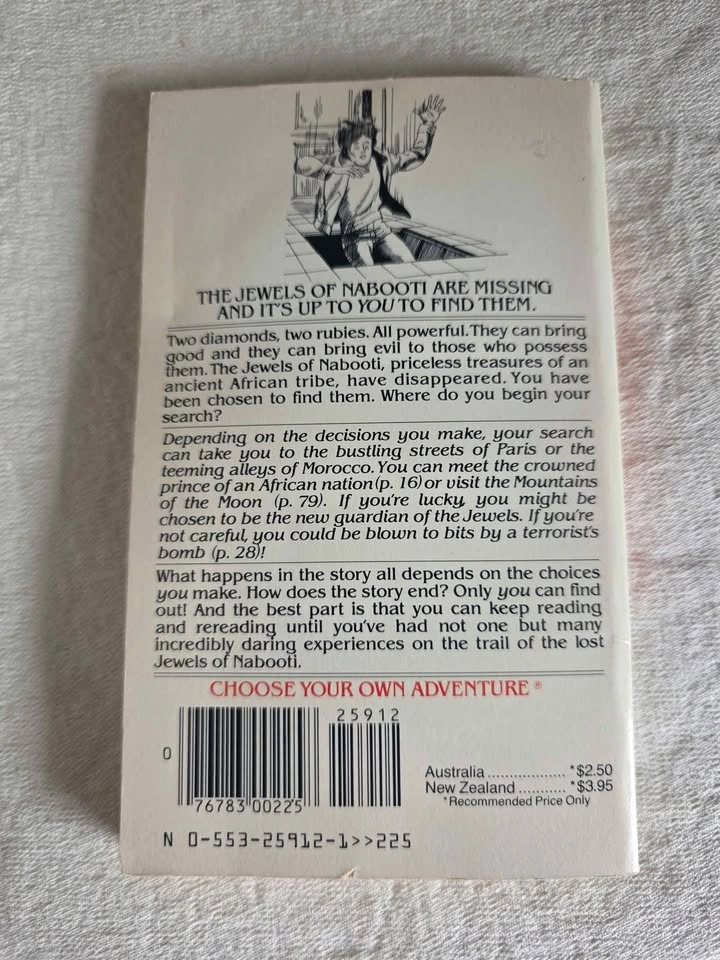 THE JEWELS OF NABOOTI ARE MISSING
AND IT'S UP TO YOU TO FIND THEM.
Two diamonds, two rubies. All powerful. They can bring
good and they can bring evil to those who possess
them. The Jewels of Nabooti, priceless treasures of an
ancient African tribe, have disappeared. You have
been chosen to find them. Where do you begin your
search?
Depending on the decisions you make, your search
can take you to the bustling streets of Paris or the
teeming alleys of Morocco. You can meet the crowned
prince of an African nation (p. 16) or visit the Mountains
of the Moon (p. 79). If you're lucky, you might be
chosen to be the new guardian of the Jewels. If you're
not careful, you could be blown to bits by a terrorist's
bomb (p. 28)!
What happens in the story all depends on the choices
you make. How does the story end? Only you can find
out! And the best part is that you can keep reading
and rereading until you've had not one but many
incredibly daring experiences on the trail of the lost
Jewels of Nabooti.
CHOOSE YOUR OWN ADVENTURE ®
25912
0
76783 00225
Australia .................. *$2.50
New Zealand ........... *$3.95
*Recommended Price Only
N 0-553-25912-1>>225